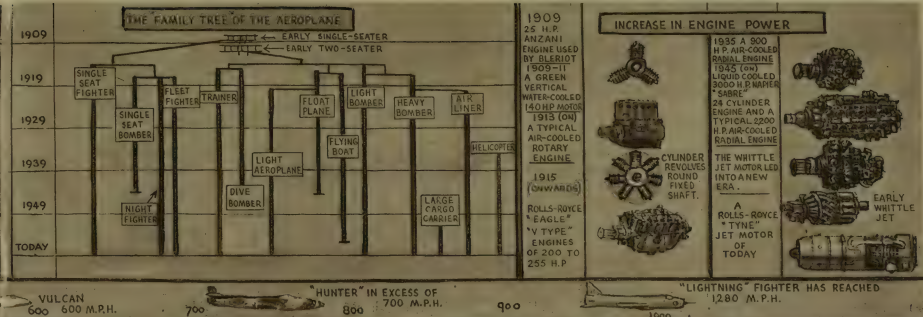 THE "FAMILY TREE" OF THE AEROPLANE
EARLY SINGLE-SEATER
EARLY TWO-SEATER
1909
1919
1929
1939
1949
TODAY
SINGLE
SEAT
FIGHTER
SINGLE
SEAT
BOMBER
FLEET
FIGHTER
NIGHT
FIGHTER
TRAINER
DIVE
BOMBER
LIGHT
AEROPLANE
FLOAT
PLANE
FLYING
BOAT
LIGHT
BOMBER
HEAVY
BOMBER
LARGE
CARGO
CARRIER
AIR
LINER
HELICOPTER
1909
25 H.P.
ANZANI
ENGINE USED
BY BLERIOT
1909-11
A GREEN
VERTICAL
WATER-COOLED
140HP MOTOR
1913 (ON)
A TYPICAL
AIR-COOLED
ROTARY
ENGINE
1915
(ONWARDS)
ROLLS-ROYCE
"EAGLE"
"V TYPE"
ENGINES
OF 200 TO
255 H.P
INCREASE IN ENGINE POWER
CYLINDER
REVOLVES
ROUND
FIXED
SHAFT.
1935 A 900
H.P. AIR-COOLED
RADIAL ENGINE
1945 (ON)
LIQUID COOLED
3000 H.P. NAPIER
"SABRE"
24 CYLINDER
ENGINE AND A
TYPICAL 2200
H.P. AIR-COOLED
RADIAL ENGINE
THE WHITTLE
JET MOTOR LED
INTO A NEW
ERA.
A
ROLLS-ROYCE
"TYNE"
JET MOTOR
OF
TODAY
EARLY
WHITTLE
JET
VULCAN
600 600 M.P.H.
700
"HUNTER" IN EXCESS OF
700 M.P.H.
800
900
1000
"LIGHTNING" FIGHTER HAS REACHED
1,280 M.P.H.